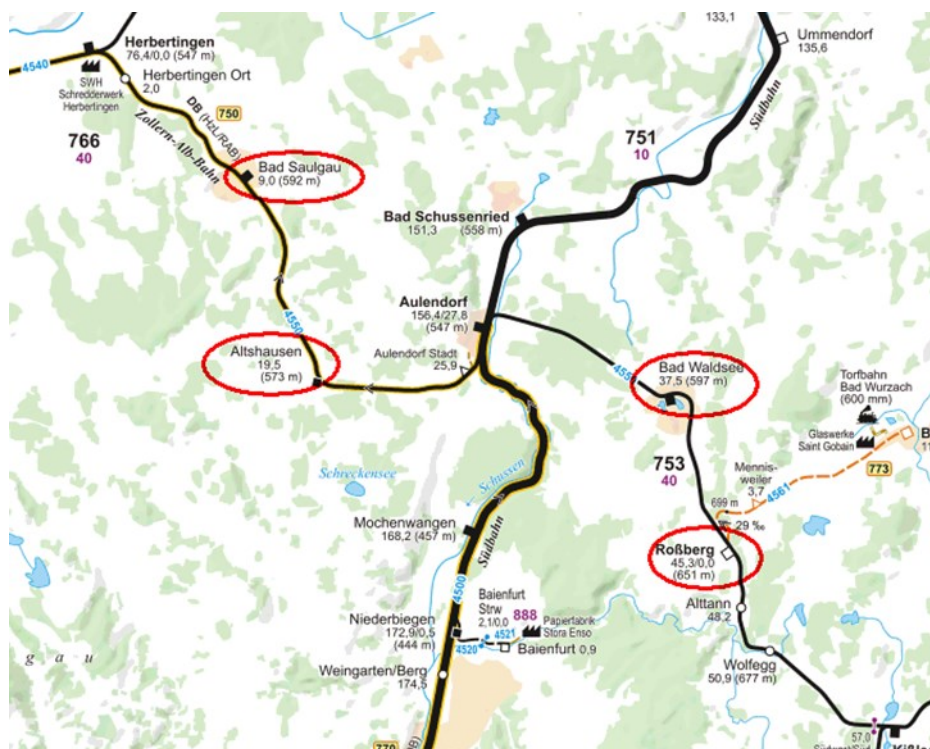 133,1
Ummendorf
135,6
Südbahn
Herbertingen
76,4/0,0 (547 m)
4540
Herbertingen Ort
2,0
SWH
Schredderwerk
Herbertingen
DB (HzL/RAB)
750
Zollern-Alb-Bahn
766
40
751
10
Bad Saulgau
9,0 (592 m)
Bad Schussenried
151,3 (558 m)
Aulendorf
156,4/27,8
(547 m)
4550
Altshausen
19,5
(573 m)
Aulendorf Stadt
25,9
455
Bad Waldsee
37,5 (597 m)
Torfbahn
Bad Wurzach
(600 mm)
Glaswerke
Saint Gobain
B
11
773
753
40
Mennis-
weiler
3,7
4561
699 m
29 ‰
Schreckensee
Schussen
Mochenwangen
168,2 (457 m)
Südbahn
Roßberg
45,3/0,0
(651 m)
4500
Baienfurt
Strw
2,1/0,0
888
Papierfabrik
Stora Enso
Niederbiegen
172,9/0,5
(444 m)
4521
4520
Baienfurt 0,9
Alttann
48,2
g a u
Weingarten/Berg
174,5
Wolfegg
50,9 (677 m)
57,0
770